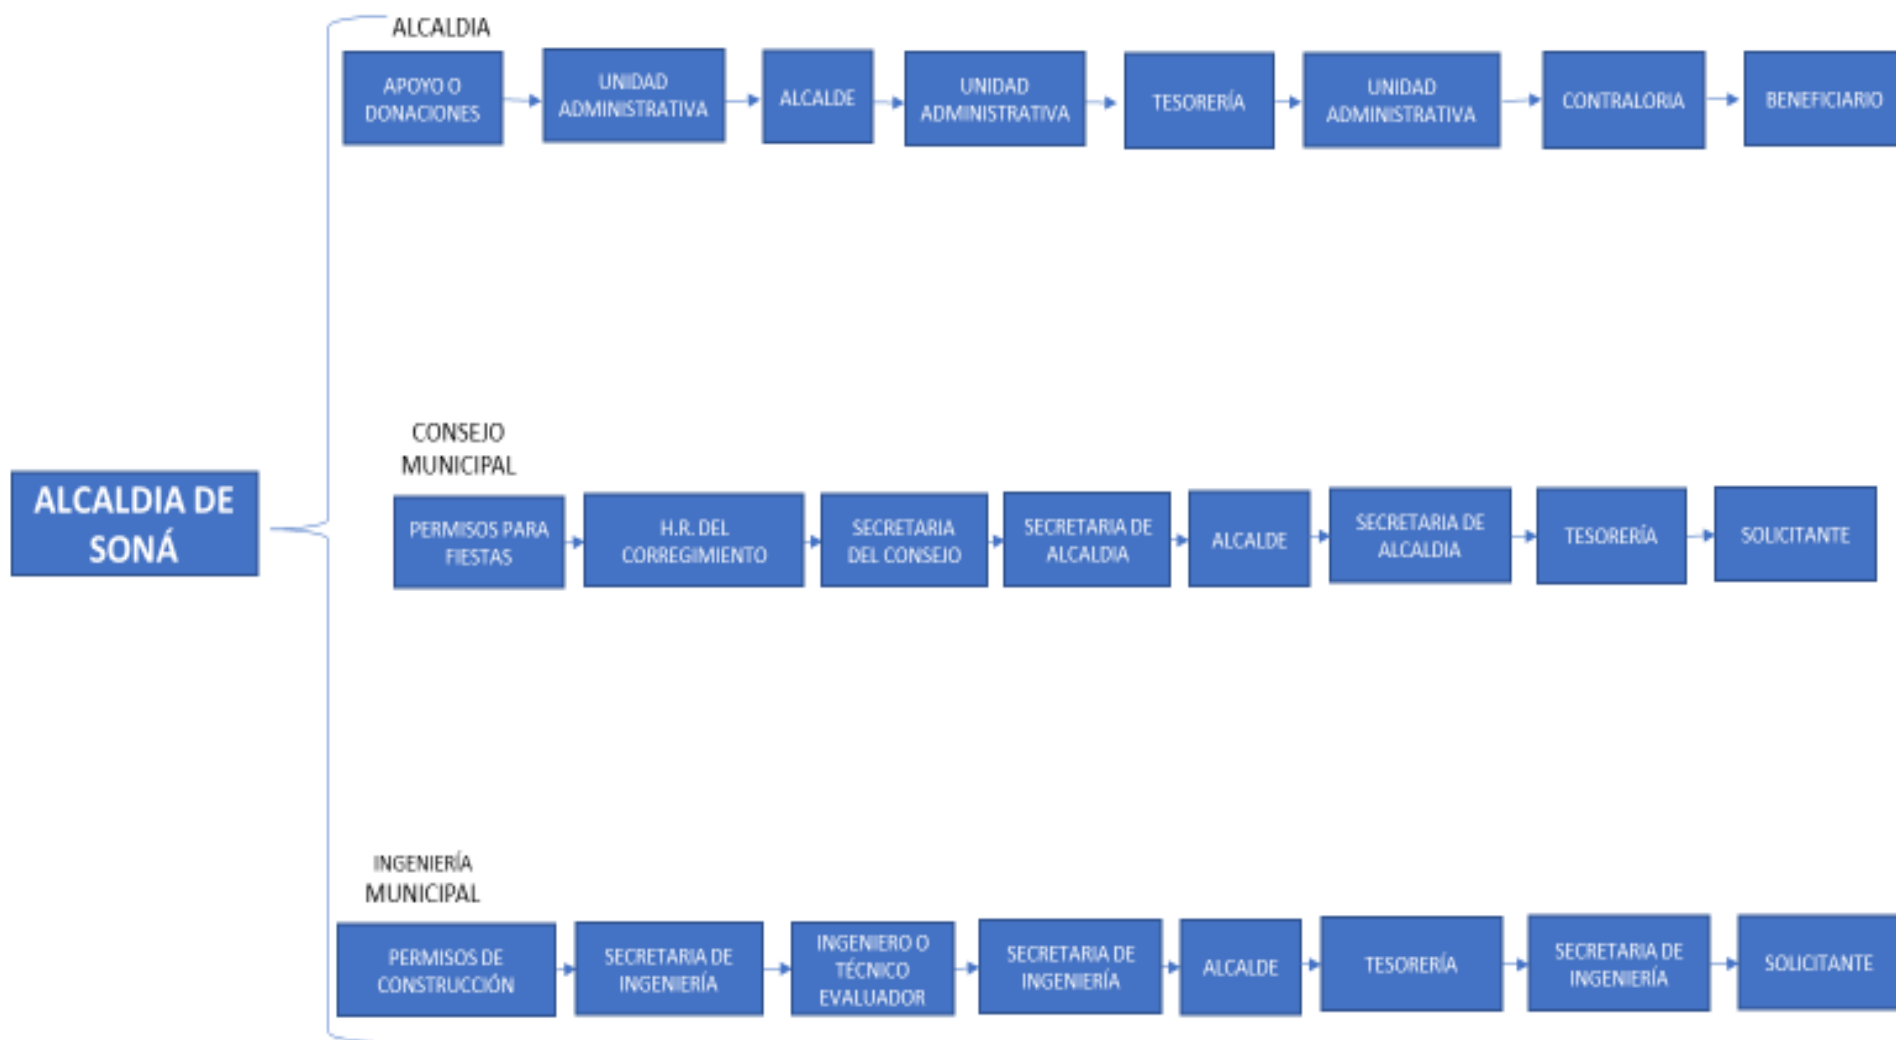 ALCALDIA
APOYO O
DONACIONES
UNIDAD
ADMINISTRATIVA
ALCALDE
UNIDAD
ADMINISTRATIVA
TESORERÍA
UNIDAD
ADMINISTRATIVA
CONTRALORIA
BENEFICIARIO
ALCALDIA DE
SONÁ
CONSEJO
MUNICIPAL
PERMISOS PARA
FIESTAS
H.R. DEL
CORREGIMIENTO
SECRETARIA
DEL CONSEJO
SECRETARIA DE
ALCALDIA
ALCALDE
SECRETARIA DE
ALCALDIA
TESORERÍA
SOLICITANTE
INGENIERÍA
MUNICIPAL
PERMISOS DE
CONSTRUCCIÓN
SECRETARIA DE
INGENIERÍA
INGENIERO O
TÉCNICO
EVALUADOR
SECRETARIA DE
INGENIERÍA
ALCALDE
TESORERÍA
SECRETARIA DE
INGENIERÍA
SOLICITANTE